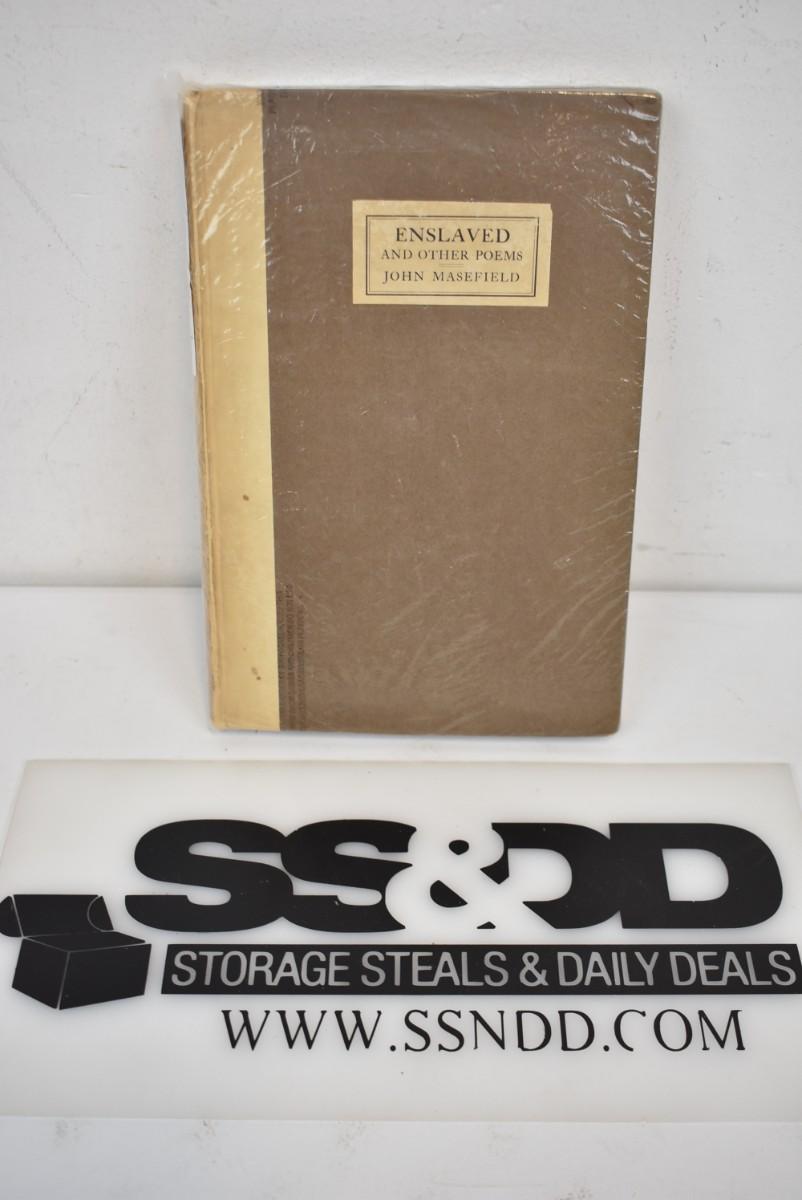 ENSLAVED
AND OTHER POEMS
JOHN MASEFIELD
SS&DD
STORAGE STEALS & DAILY DEALS
WWW.SSNDD.COM